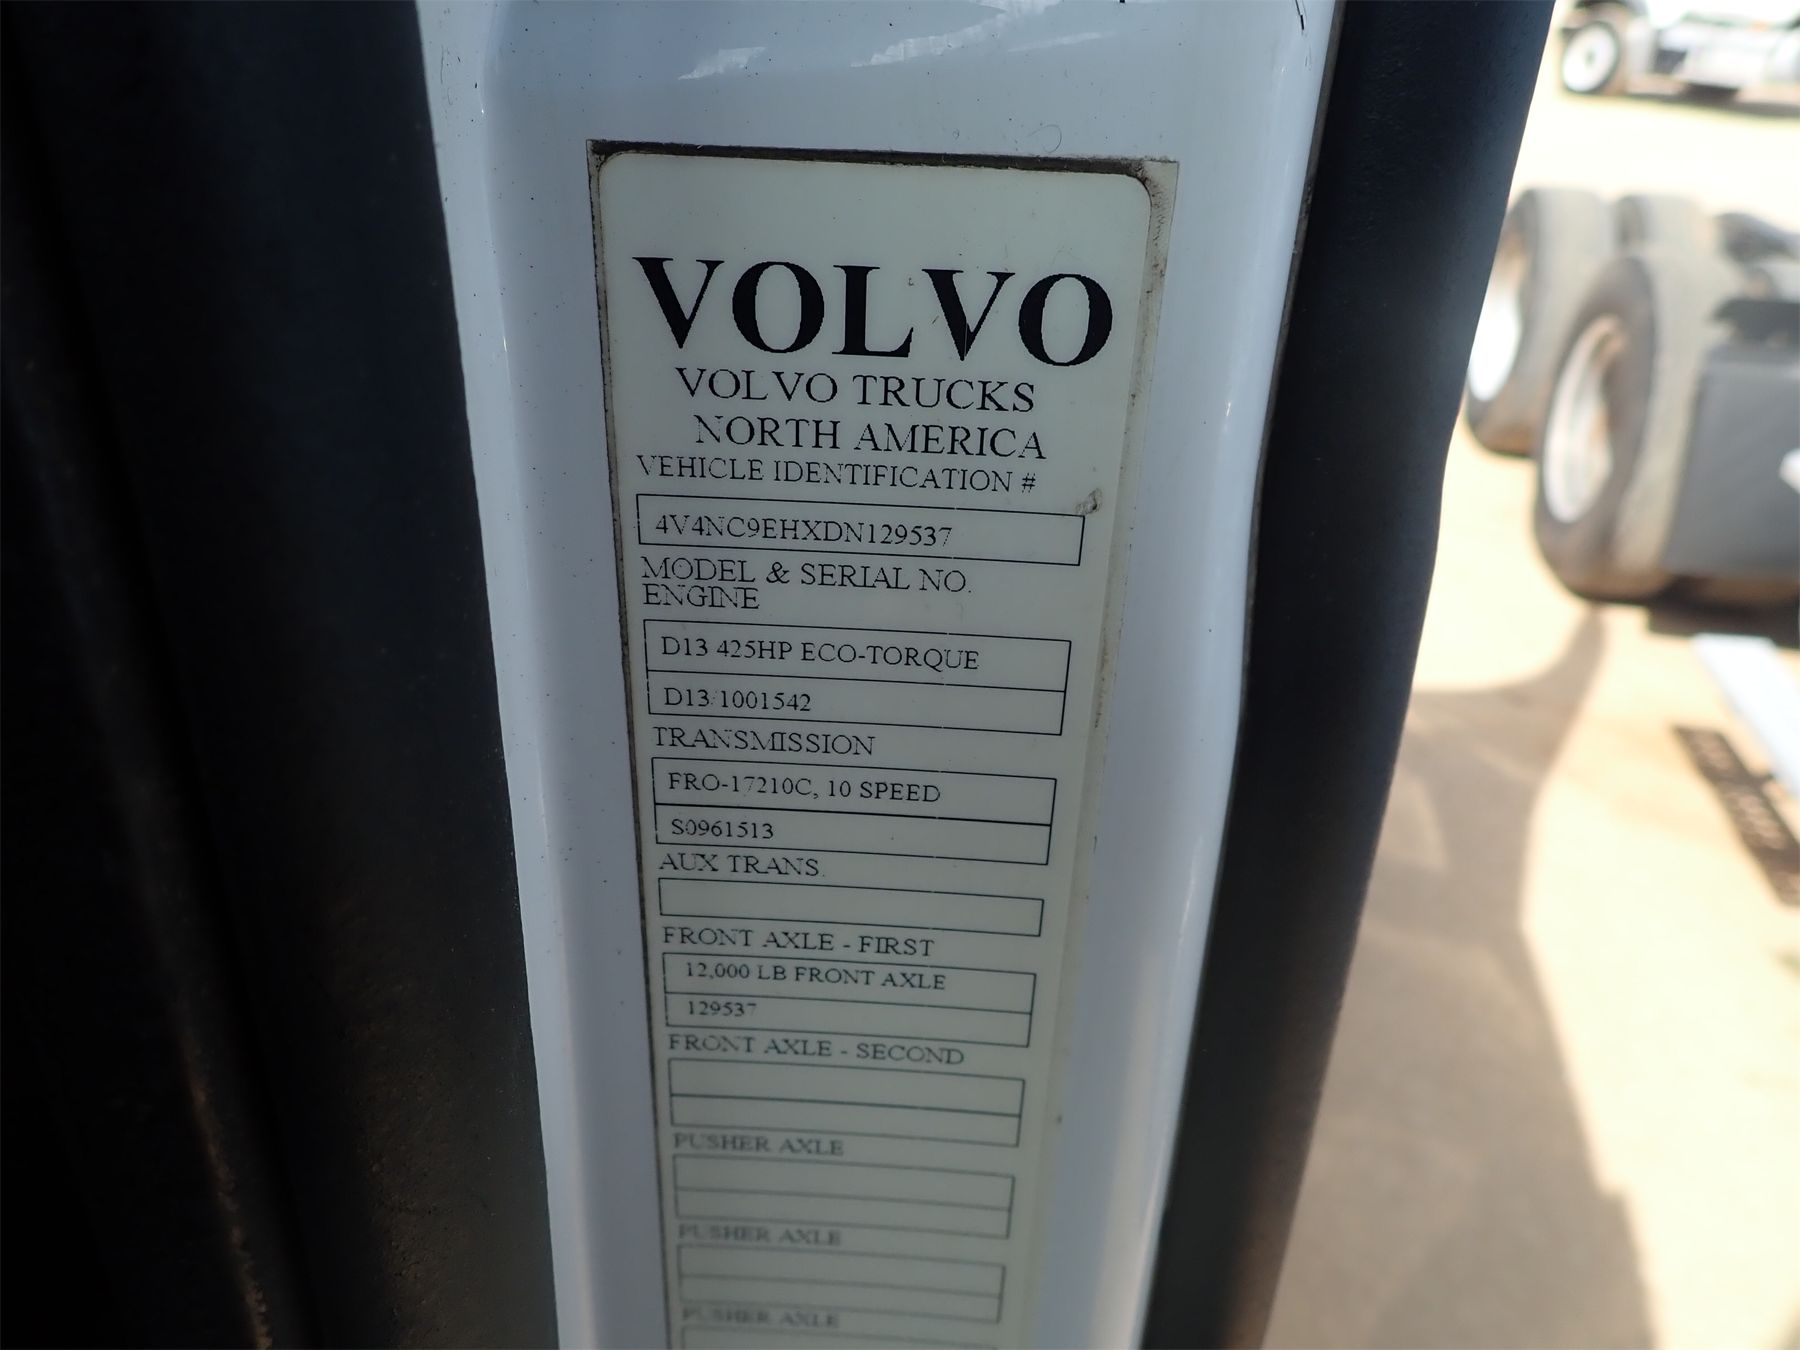 VOLVO
VOLVO TRUCKS
NORTH AMERICA
VEHICLE IDENTIFICATION #
4V4NC9EHXDN129537
MODEL & SERIAL NO.
ENGINE
D13 425HP ECO-TORQUE
D13/1001542
TRANSMISSION
FRO-17210C, 10 SPEED
S0961513
AUX TRANS.
FRONT AXLE - FIRST
12,000 LB FRONT AXLE
129537
FRONT AXLE - SECOND
PUSHER AXLE
PUSHER AXLE
PUSHER AXLE